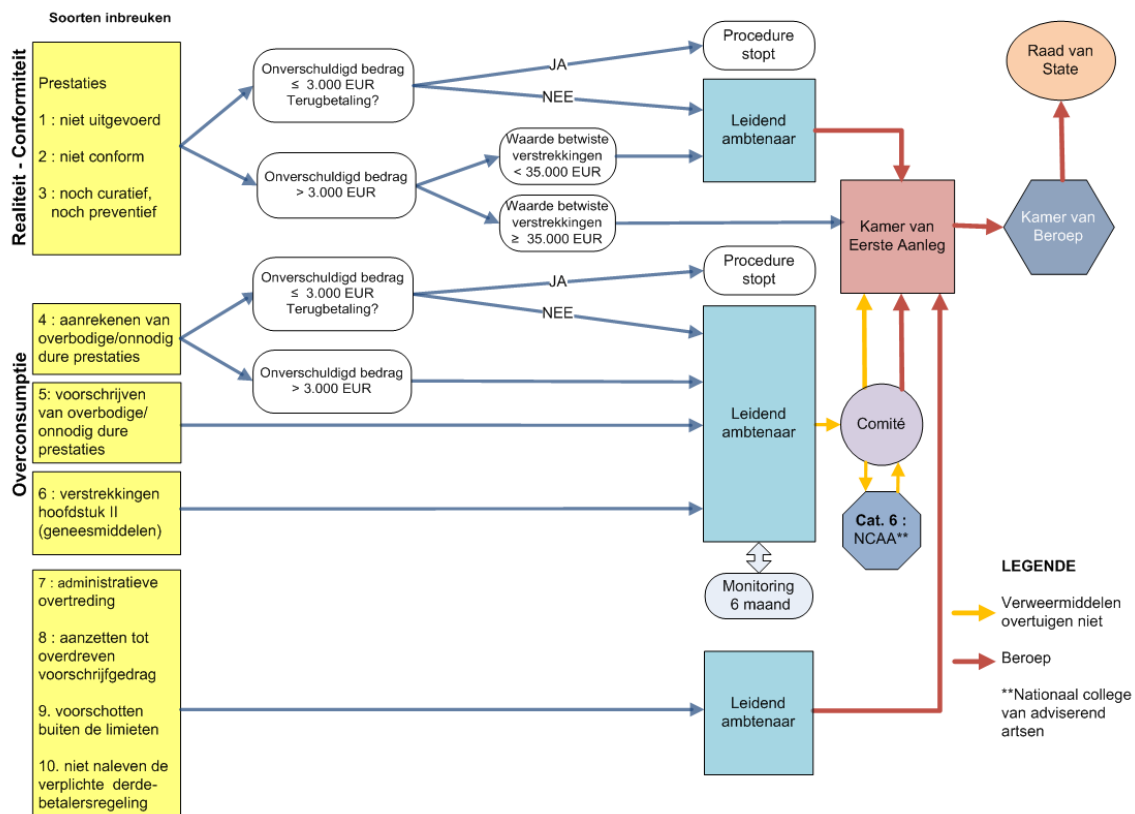 Soorten inbreuken
Realiteit - Conformiteit
Prestaties
1 : niet uitgevoerd
2 : niet conform
3 : noch curatief,
noch preventief
Onverschuldigd bedrag
≤ 3.000 EUR
Terugbetaling?
JA
NEE
Procedure
stopt
Leidend
ambtenaar
Onverschuldigd bedrag
> 3.000 EUR
Waarde betwiste
verstrekkingen
< 35.000 EUR
Waarde betwiste
verstrekkingen
≥ 35.000 EUR
Kamer van
Eerste Aanleg
Kamer van
Beroep
Raad van
State
Overconsumptie
4 : aanrekenen van
overbodige/onnodig
dure prestaties
Onverschuldigd bedrag
≤ 3.000 EUR
Terugbetaling?
JA
NEE
Procedure
stopt
Onverschuldigd bedrag
> 3.000 EUR
5: voorschrijven
van overbodige/
onnodig dure
prestaties
6 : verstrekkingen
hoofdstuk II
(geneesmiddelen)
Leidend
ambtenaar
Comité
Cat. 6 :
NCAA**
Monitoring
6 maand
7 : administratieve
overtreding
8 : aanzetten tot
overdreven
voorschrijfgedrag
9. voorschotten
buiten de limieten
10. niet naleven de
verplichte derde-
betalersregeling
Leidend
ambtenaar
LEGENDE
Verweermiddelen
overtuigen niet
Beroep
**Nationaal college
van adviserend
artsen